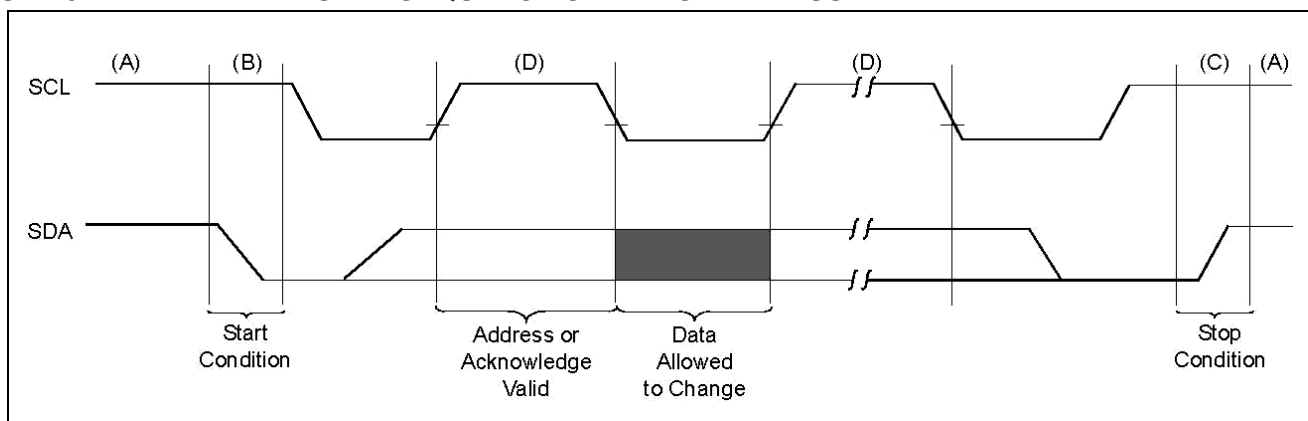 (A) (B) (D) (D) (C) (A)
SCL
SDA
Start
Condition
Address or
Acknowledge
Valid
Data
Allowed
to Change
Stop
Condition